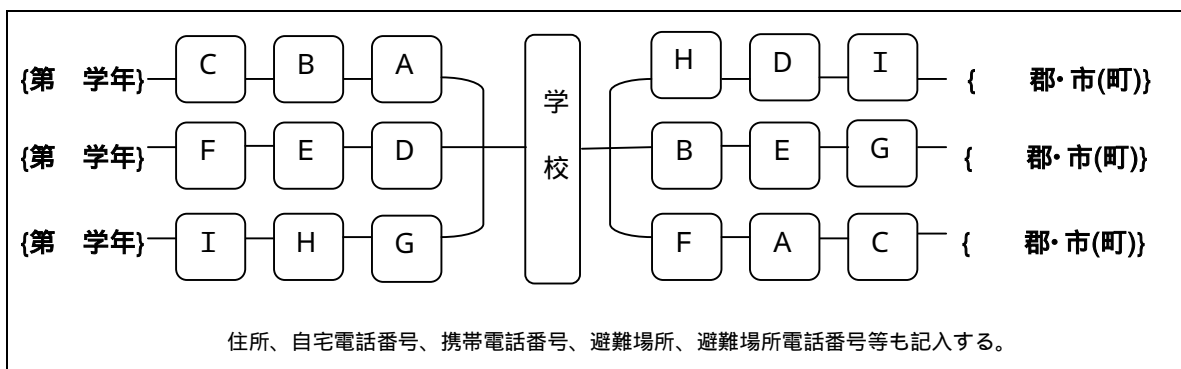 {第　学年} C B A 学校 H D I {　郡・市(町)}
{第　学年} F E D B E G {　郡・市(町)}
{第　学年} I H G F A C {　郡・市(町)}
住所、自宅電話番号、携帯電話番号、避難場所、避難場所電話番号等も記入する。